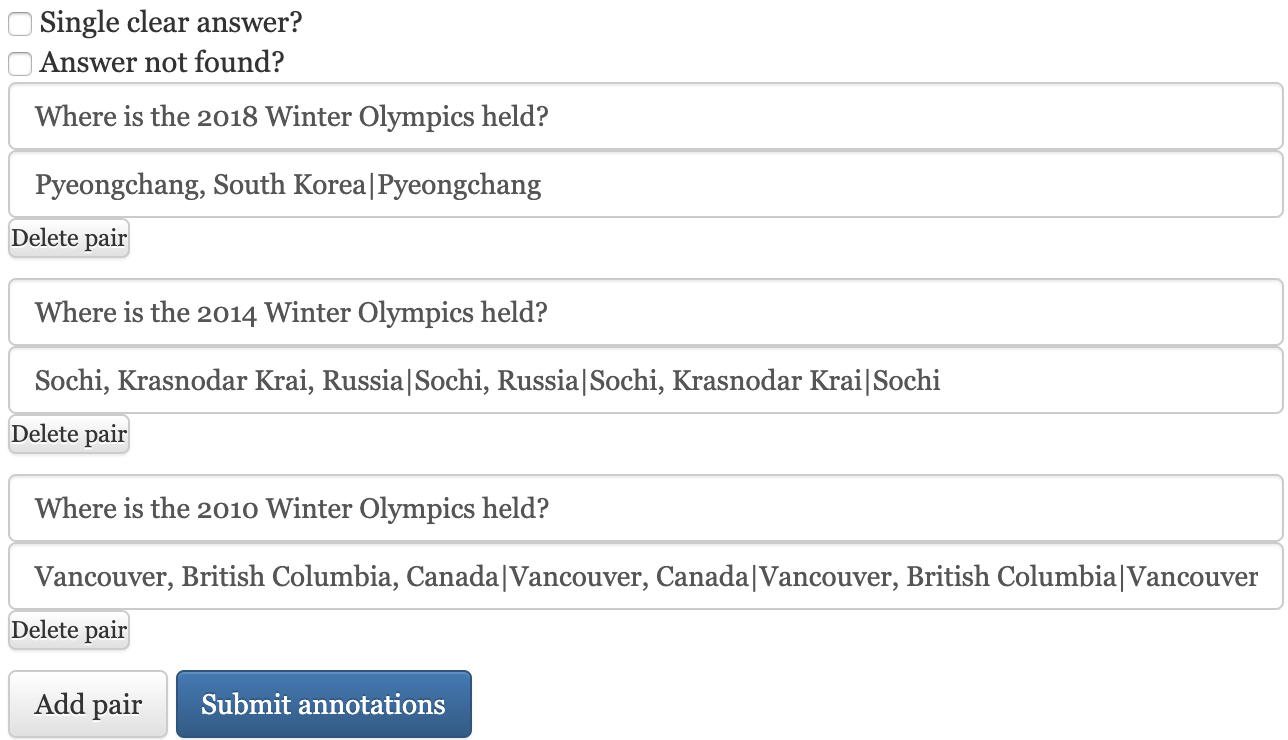 Single clear answer?
Answer not found?
Where is the 2018 Winter Olympics held?
Pyeongchang, South Korea|Pyeongchang
Delete pair
Where is the 2014 Winter Olympics held?
Sochi, Krasnodar Krai, Russia|Sochi, Russia|Sochi, Krasnodar Krai|Sochi
Delete pair
Where is the 2010 Winter Olympics held?
Vancouver, British Columbia, Canada|Vancouver, Canada|Vancouver, British Columbia|Vancouver
Delete pair
Add pair Submit annotations